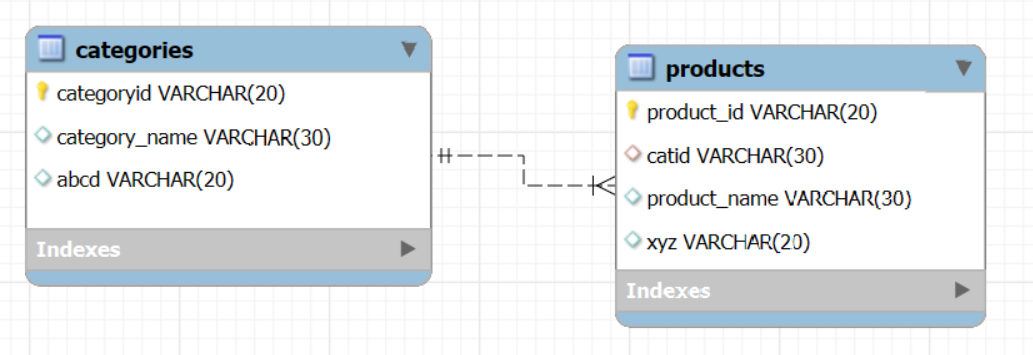 categories
categoryid VARCHAR(20)
category_name VARCHAR(30)
abcd VARCHAR(20)
Indexes
products
product_id VARCHAR(20)
catid VARCHAR(30)
product_name VARCHAR(30)
xyz VARCHAR(20)
Indexes